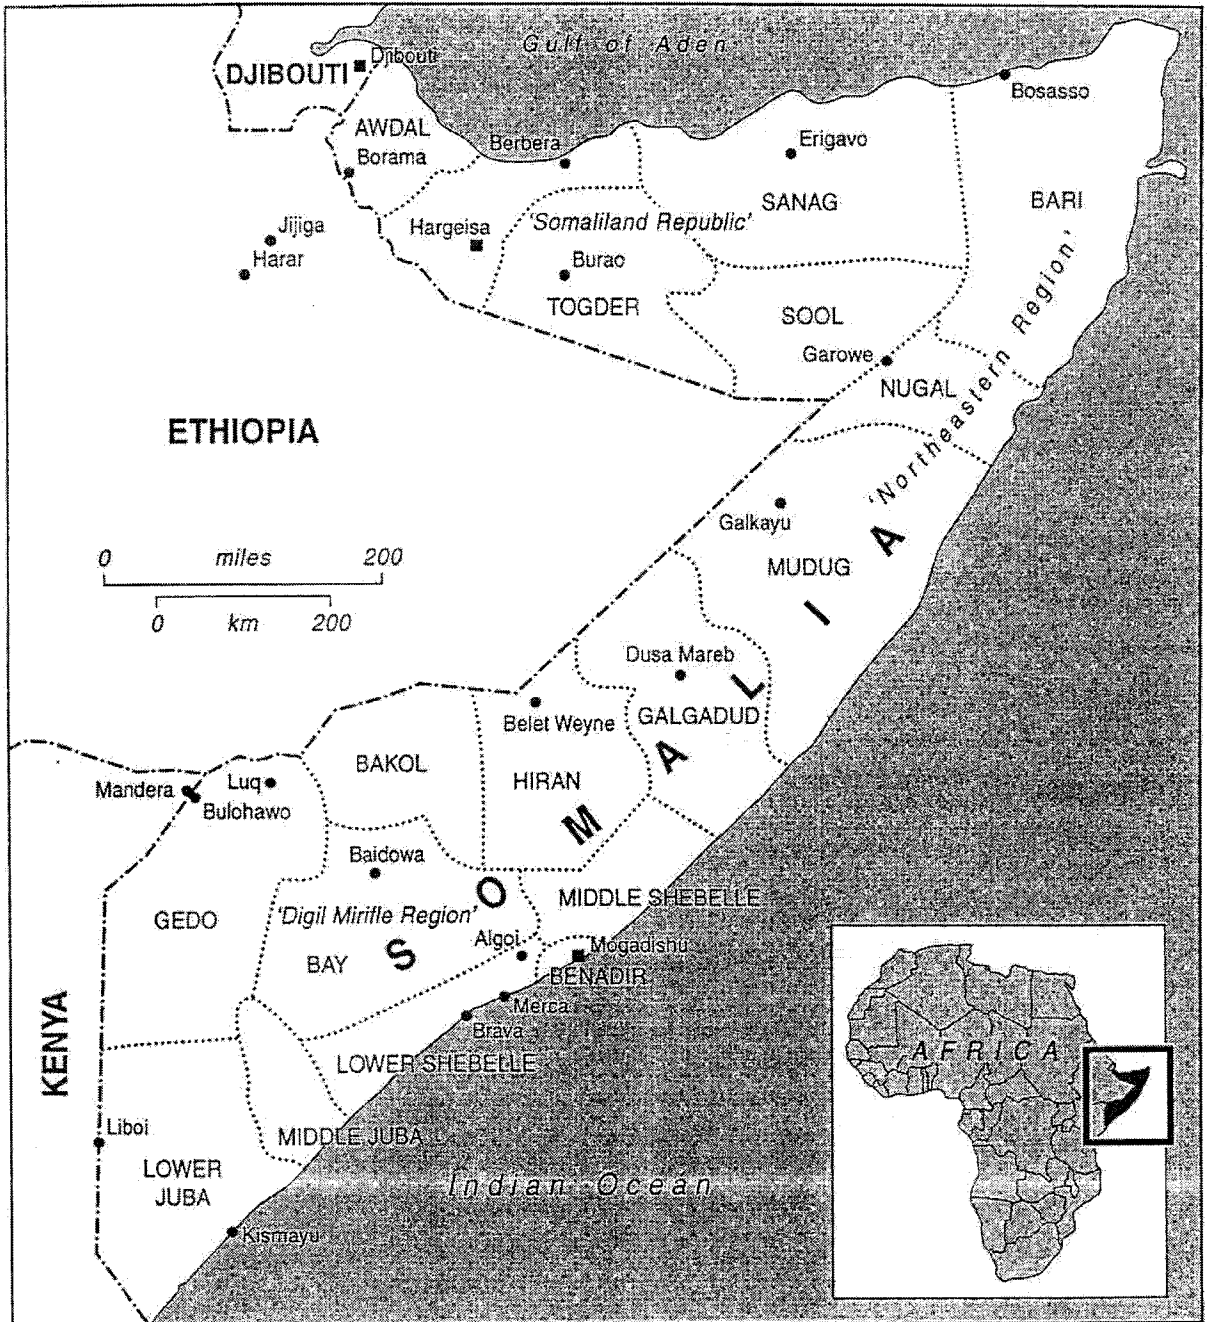 Gulf of Aden
Djibouti
DJIBOUTI
Bosasso
AWDAL
Borama
Berbera
Erigavo
SANAG
BARI
Jijiga
Harar
Hargeisa
'Somaliland Republic'
Burao
TOGDER
SOOL
Garowe
NUGAL
'Northeastern Region'
ETHIOPIA
Galkayu
MUDUG
0 miles 200
0 km 200
Dusa Mareb
GALGADUD
Belet Weyne
HIRAN
BAKOL
Mandera
Luq
Bulohawo
SOMALIA
Baidowa
GEDO
'Digil Mirifle Region'
BAY
MIDDLE SHEBELLE
Algoi
Mogadishu
BENADIR
Merca
Brava
KENYA
LOWER SHEBELLE
AFRICA
Liboi
MIDDLE JUBA
LOWER
JUBA
Indian Ocean
Kismayu